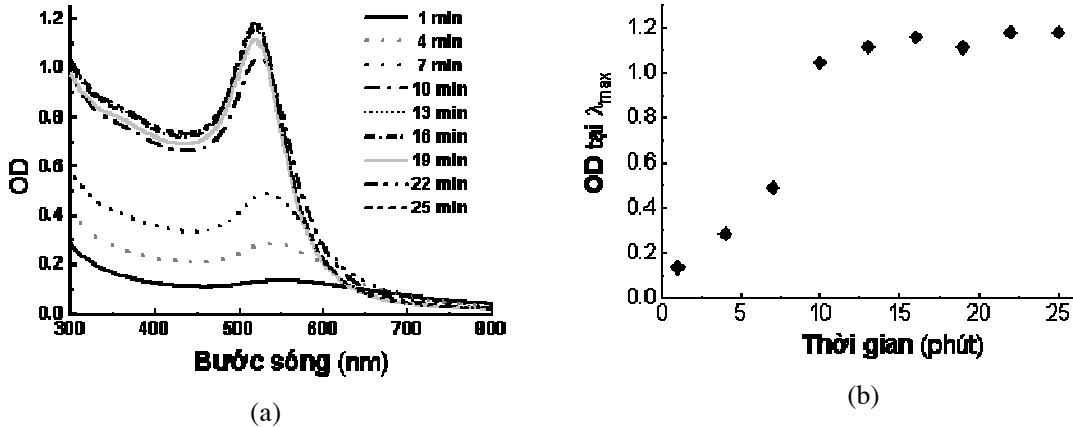 1.2
1.0
0.8
0.6
0.4
0.2
0.0
OD
300 400 500 600 700 800
Bước sóng (nm)
1 min
4 min
7 min
10 min
13 min
16 min
19 min
22 min
25 min
(a)
1.2
1.0
0.8
0.6
0.4
0.2
0.0
OD tại λmax
0 5 10 15 20 25
Thời gian (phút)
(b)